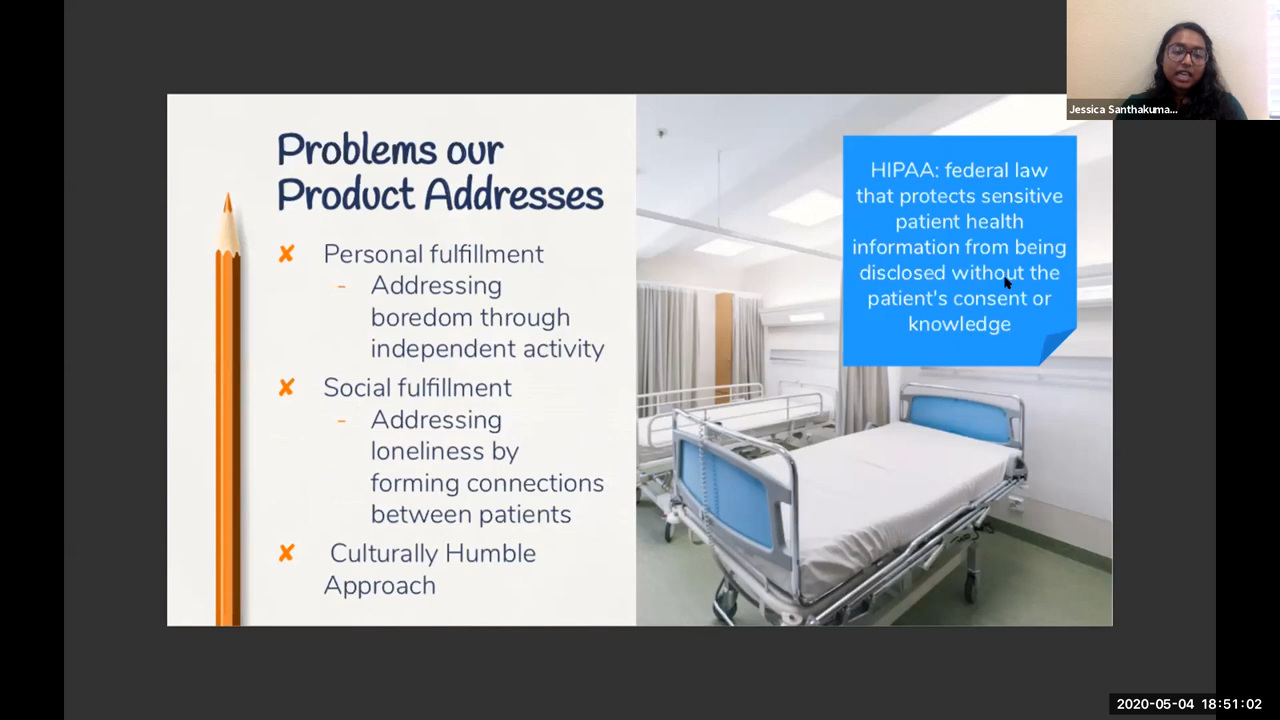 Jessica Santhakuma...
Problems our
Product Addresses
✘ Personal fulfillment
- Addressing
boredom through
independent activity
✘ Social fulfillment
- Addressing
loneliness by
forming connections
between patients
✘ Culturally Humble
Approach
HIPAA: federal law
that protects sensitive
patient health
information from being
disclosed without the
patient's consent or
knowledge
2020-05-04 18:51:02